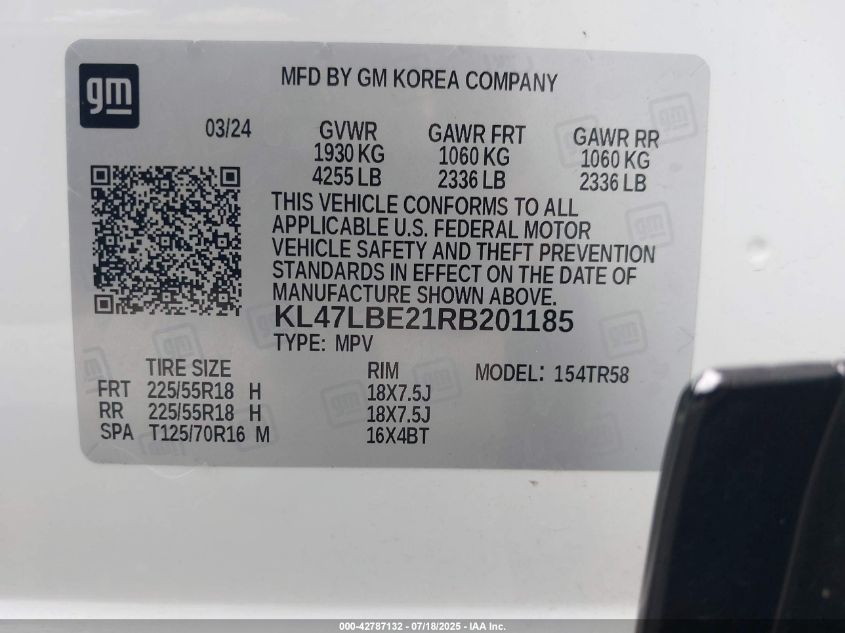 gm
MFD BY GM KOREA COMPANY
03/24
GVWR GAWR FRT GAWR RR
1930 KG 1060 KG 1060 KG
4255 LB 2336 LB 2336 LB
THIS VEHICLE CONFORMS TO ALL
APPLICABLE U.S. FEDERAL MOTOR
VEHICLE SAFETY AND THEFT PREVENTION
STANDARDS IN EFFECT ON THE DATE OF
MANUFACTURE SHOWN ABOVE.
KL47LBE21RB201185
TYPE: MPV
TIRE SIZE RIM MODEL: 154TR58
FRT 225/55R18 H 18X7.5J
RR 225/55R18 H 18X7.5J
SPA T125/70R16 M 16X4BT
000-42787132 - 07/18/2025 - IAA Inc.